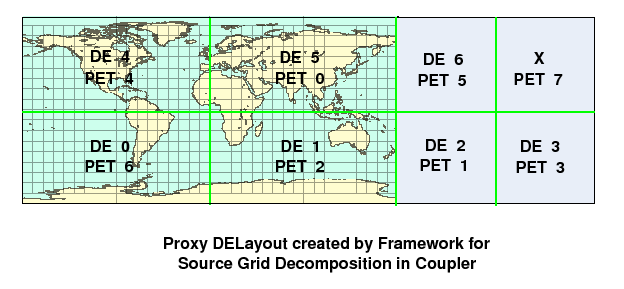 DE 4
PET 4
DE 5
PET 0
DE 6
PET 5
X
PET 7
DE 0
PET 6
DE 1
PET 2
DE 2
PET 1
DE 3
PET 3
Proxy DELayout created by Framework for
Source Grid Decomposition in Coupler